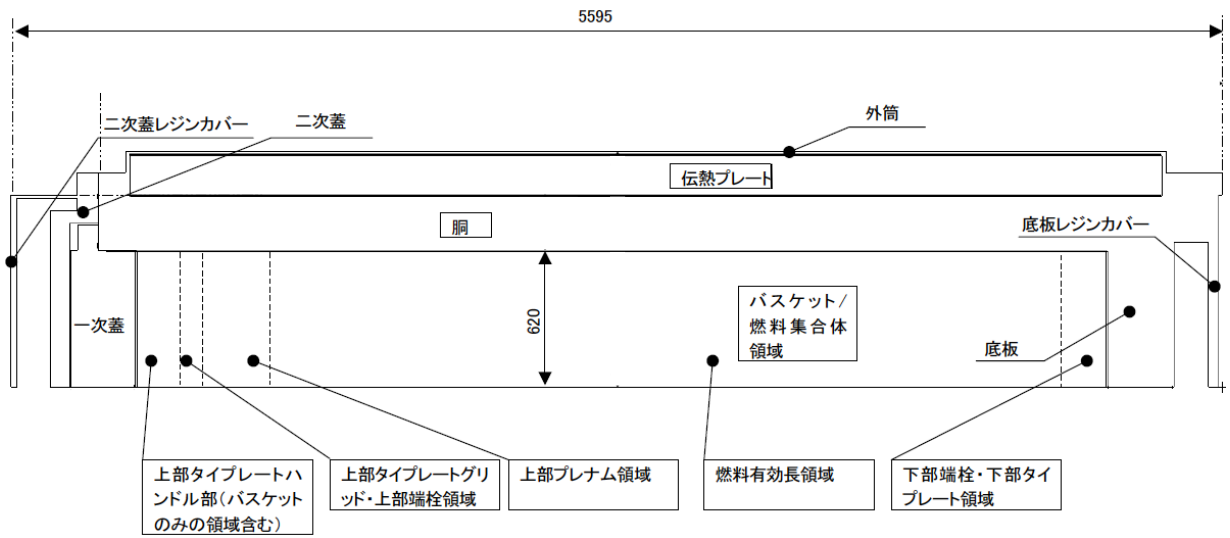 5595
二次蓋レジンカバー
二次蓋
外筒
伝熱プレート
胴
底板レジンカバー
一次蓋
620
バスケット/
燃料集合体
領域
底板
上部タイプレートハ
ンドル部(バスケット
のみの領域含む)
上部タイプレートグリ
ッド・上部端栓領域
上部プレナム領域
燃料有効長領域
下部端栓・下部タイ
プレート領域